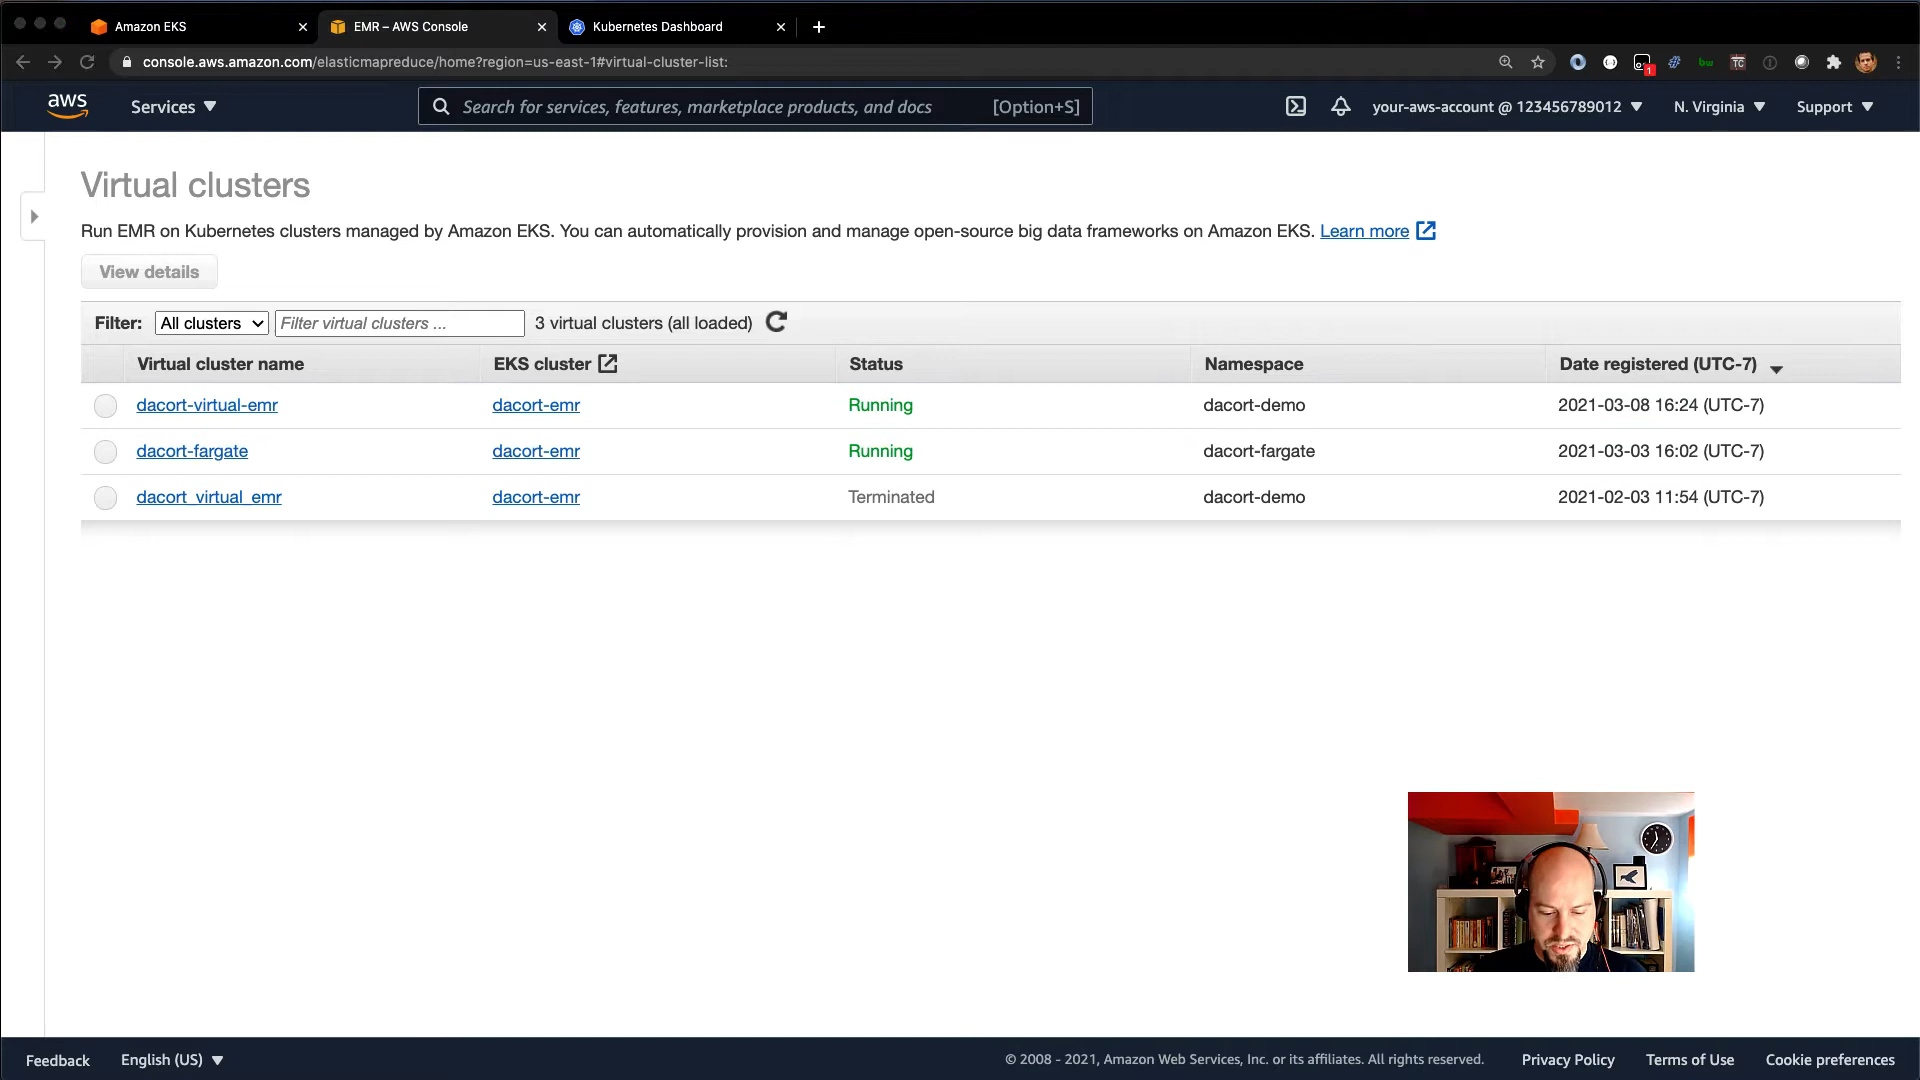 Amazon EKS
EMR – AWS Console
Kubernetes Dashboard
console.aws.amazon.com/elasticmapreduce/home?region=us-east-1#virtual-cluster-list:
1
bw
TC
aws
Services
Search for services, features, marketplace products, and docs
[Option+S]
your-aws-account @ 123456789012
N. Virginia
Support
Virtual clusters
Run EMR on Kubernetes clusters managed by Amazon EKS. You can automatically provision and manage open-source big data frameworks on Amazon EKS. Learn more
View details
Filter: All clusters Filter virtual clusters ... 3 virtual clusters (all loaded)
Virtual cluster name EKS cluster Status Namespace Date registered (UTC-7)
dacort-virtual-emr dacort-emr Running dacort-demo 2021-03-08 16:24 (UTC-7)
dacort-fargate dacort-emr Running dacort-fargate 2021-03-03 16:02 (UTC-7)
dacort_virtual_emr dacort-emr Terminated dacort-demo 2021-02-03 11:54 (UTC-7)
Feedback English (US) © 2008 - 2021, Amazon Web Services, Inc. or its affiliates. All rights reserved. Privacy Policy Terms of Use Cookie preferences